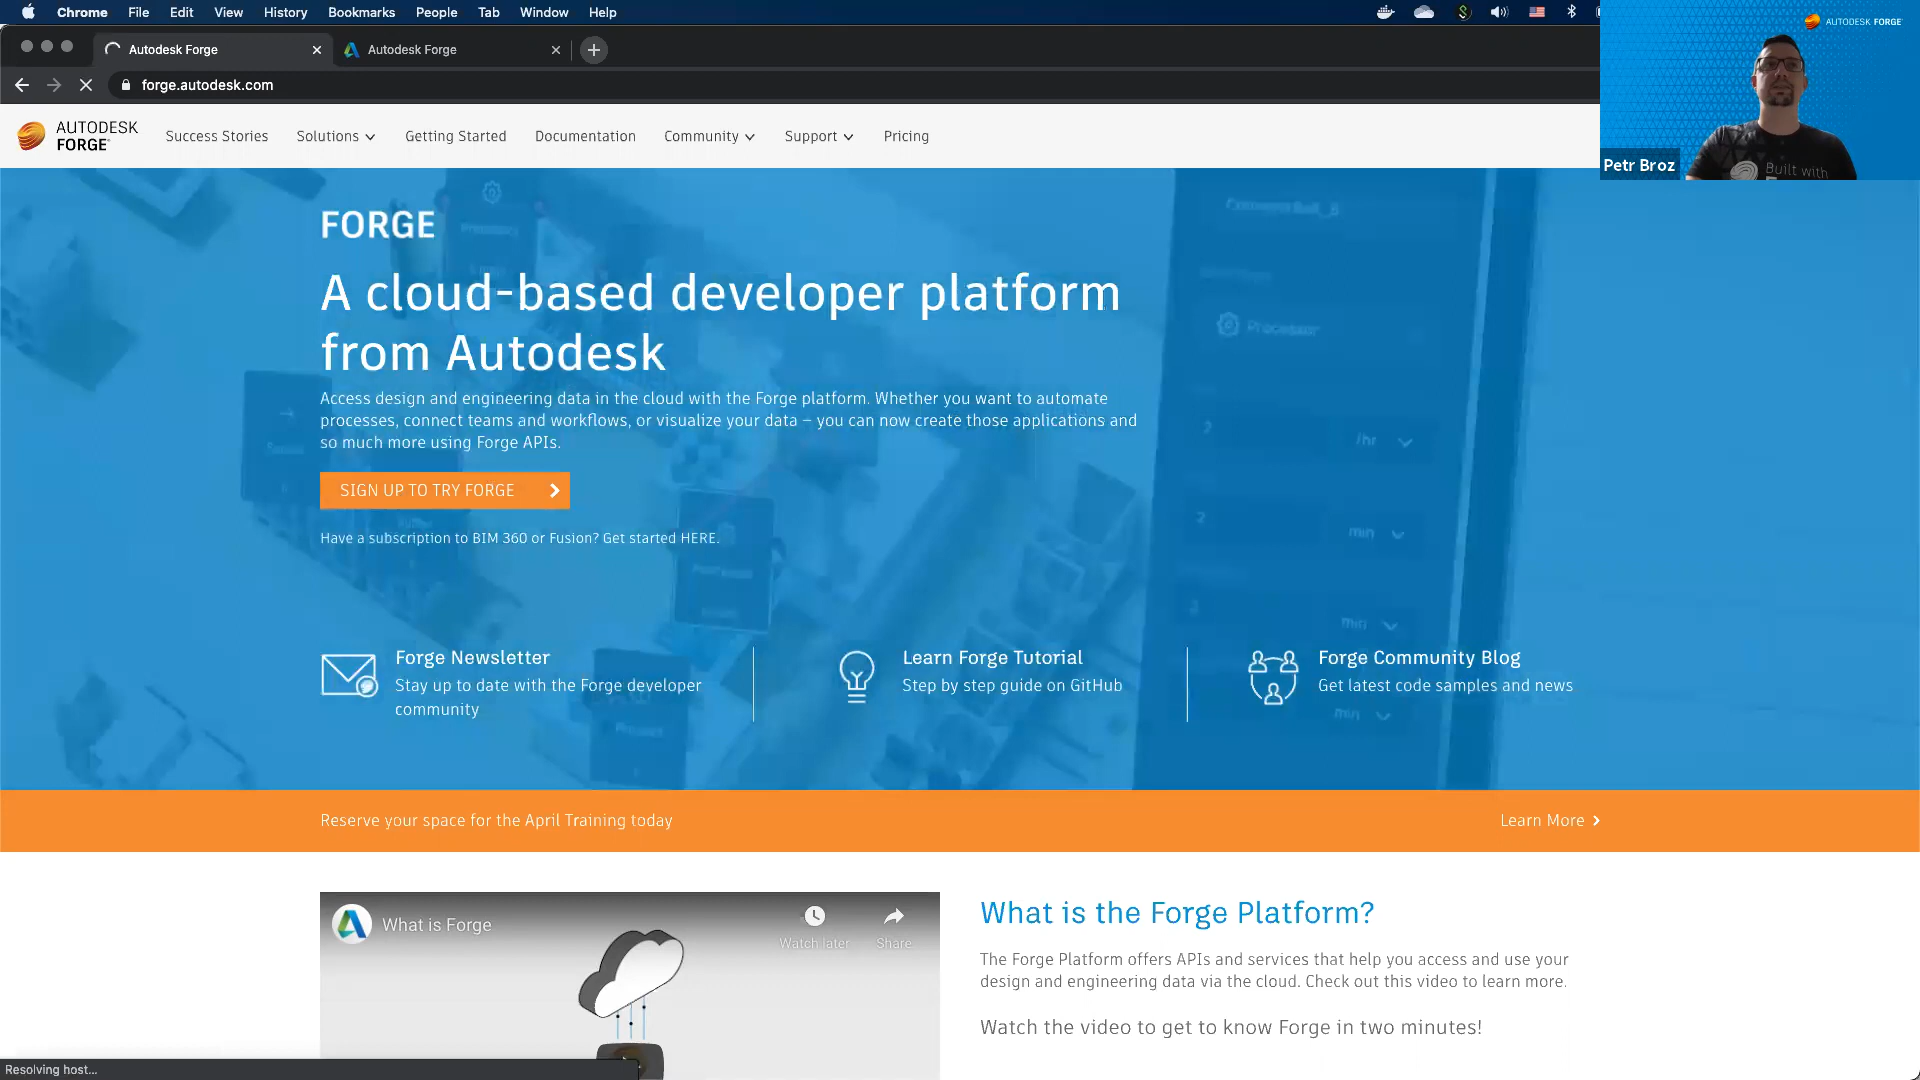 Chrome File Edit View History Bookmarks People Tab Window Help
Autodesk Forge
Autodesk Forge
forge.autodesk.com
AUTODESK FORGE
Petr Broz
Built with
AUTODESK
FORGE
Success Stories Solutions Getting Started Documentation Community Support Pricing
FORGE
A cloud-based developer platform
from Autodesk
Access design and engineering data in the cloud with the Forge platform. Whether you want to automate
processes, connect teams and workflows, or visualize your data – you can now create those applications and
so much more using Forge APIs.
SIGN UP TO TRY FORGE
Have a subscription to BIM 360 or Fusion? Get started HERE.
Processor
2 /hr
2 min
3 min
min
Forge Newsletter
Stay up to date with the Forge developer
community
Learn Forge Tutorial
Step by step guide on GitHub
Forge Community Blog
Get latest code samples and news
Reserve your space for the April Training today
Learn More
What is Forge
Watch later
Share
What is the Forge Platform?
The Forge Platform offers APIs and services that help you access and use your
design and engineering data via the cloud. Check out this video to learn more.
Watch the video to get to know Forge in two minutes!
Resolving host...